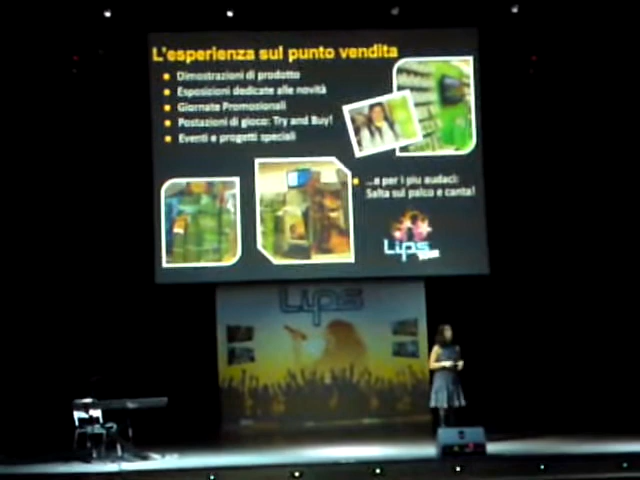 L'esperienza sul punto vendita
Dimostrazioni di prodotto
Esposizioni dedicate alle novità
Giornate Promozionali
Postazioni di gioco: Try and Buy!
Eventi e progetti speciali
...e per i piu audaci:
Salta sul palco e canta!
Lips
Lips